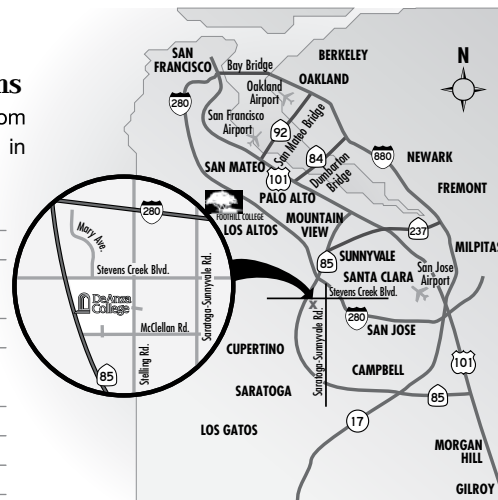 ns
om
in
SAN
FRANCISCO
Bay Bridge
BERKELEY
OAKLAND
N
Oakland
Airport
280
San Francisco
Airport
92
San Mateo Bridge
84
Dumbarton
Bridge
880
NEWARK
SAN MATEO
101
FREMONT
PALO ALTO
FOOTHILL COLLEGE
LOS ALTOS
MOUNTAIN
VIEW
237
MILPITAS
85
SUNNYVALE
SANTA CLARA
San Jose
Airport
Stevens Creek Blvd.
280
SAN JOSE
Saratoga-Sunnyvale Rd.
CUPERTINO
CAMPBELL
101
SARATOGA
85
LOS GATOS
17
MORGAN
HILL
GILROY
280
Mary Ave.
Stevens Creek Blvd.
DeAnza
College
McClellan Rd.
Stelling Rd.
Saratoga-Sunnyvale Rd.
85